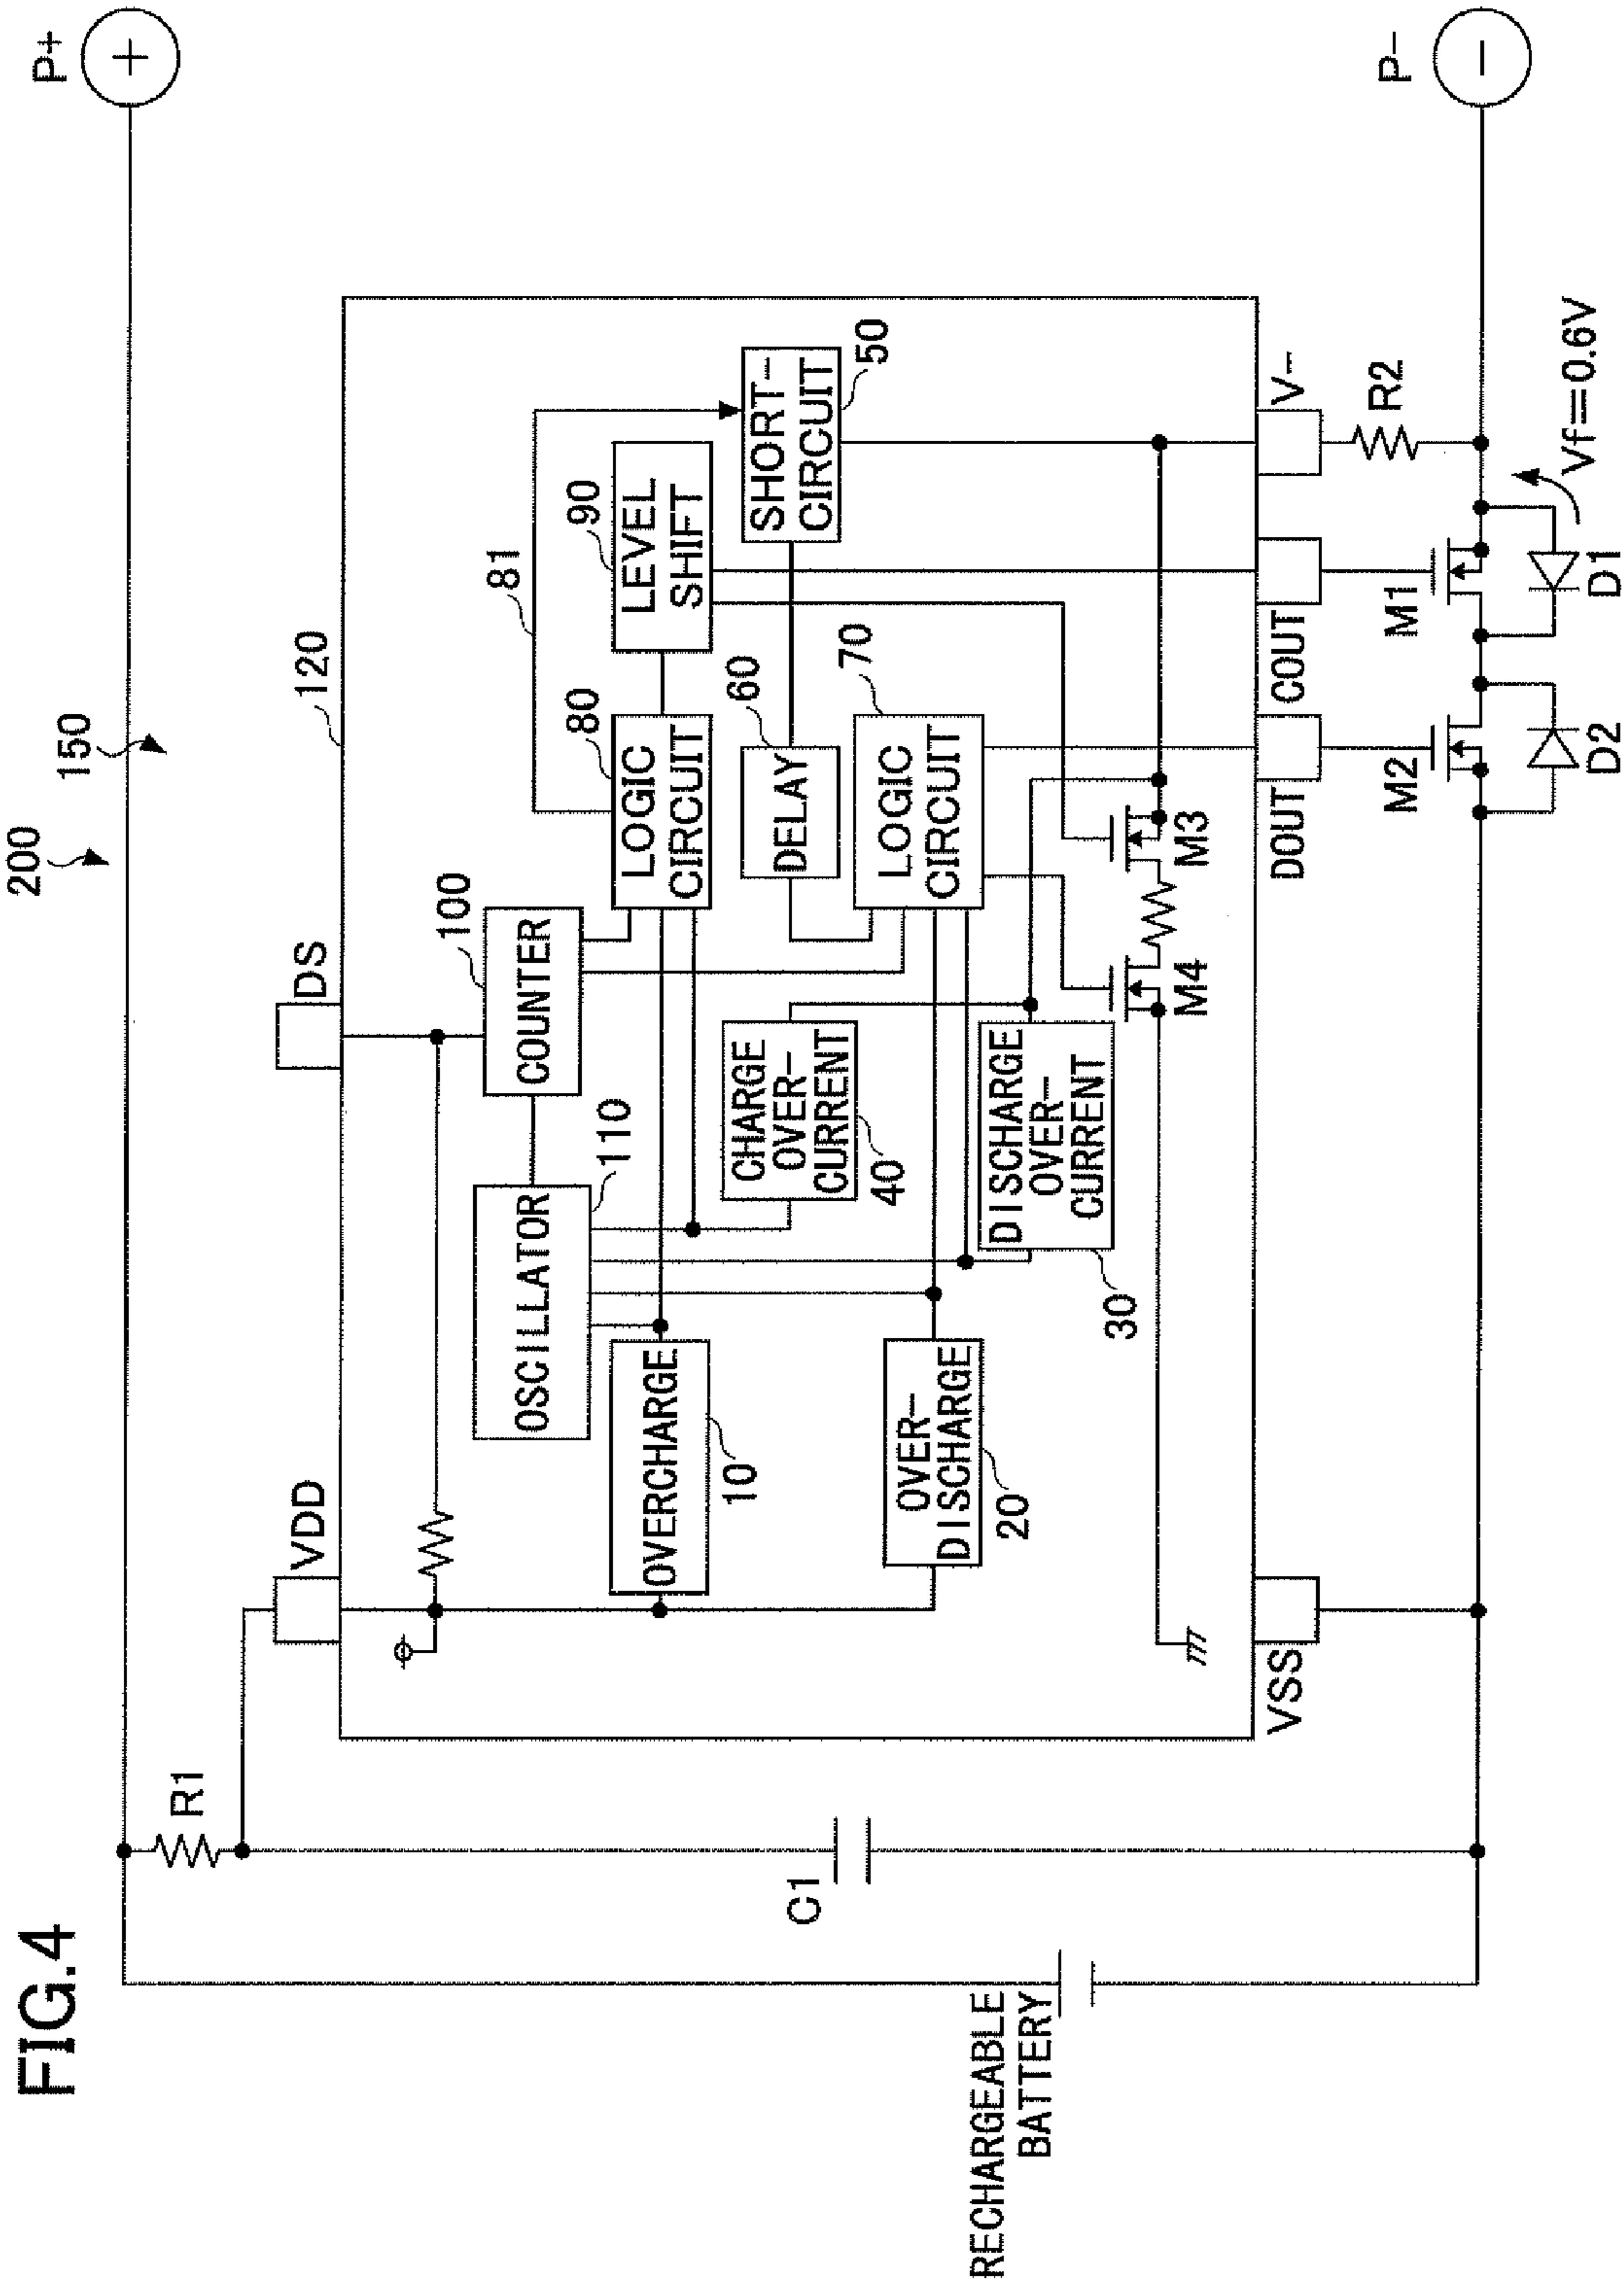 FIG.4
200
150
P+
+
R1
VDD
DS
120
C1
RECHARGEABLE
BATTERY
OSCILLATOR
110
COUNTER
100
81
OVERCHARGE
10
LOGIC
CIRCUIT
80
LEVEL
SHIFT
90
CHARGE
OVER-
CURRENT
40
DELAY
60
SHORT-
CIRCUIT
50
OVER-
DISCHARGE
20
DISCHARGE
OVER-
CURRENT
30
LOGIC
CIRCUIT
70
M4
M3
VSS
DOUT
COUT
V-
R2
M2
M1
D2
D1
Vf=0.6V
P-
-